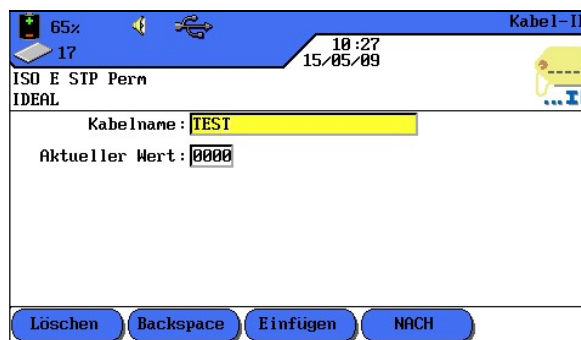 65%
17
10:27
15/05/09
ISO E STP Perm
IDEAL
Kabelname: TEST
Aktueller Wert: 0000
Löschen Backspace Einfügen NACH